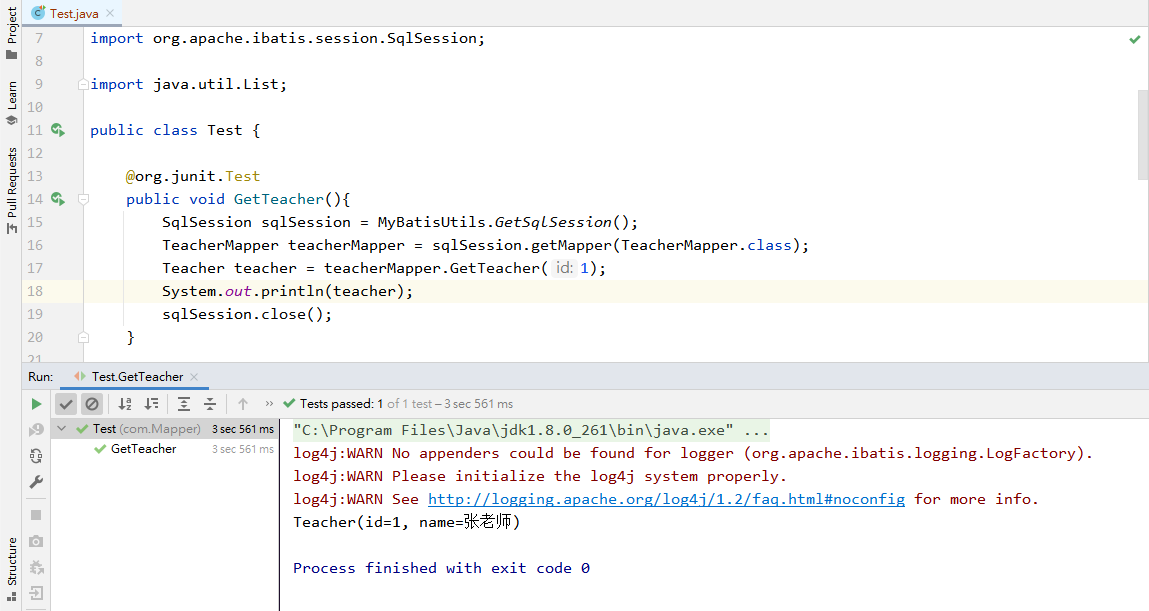 Project
Learn
Pull Requests
Structure
Test.java
7 import org.apache.ibatis.session.SqlSession;
8
9 import java.util.List;
10
11 public class Test {
12
13 @org.junit.Test
14 public void GetTeacher(){
15 SqlSession sqlSession = MyBatisUtils.GetSqlSession();
16 TeacherMapper teacherMapper = sqlSession.getMapper(TeacherMapper.class);
17 Teacher teacher = teacherMapper.GetTeacher( id: 1);
18 System.out.println(teacher);
19 sqlSession.close();
20 }
21
Run: Test.GetTeacher
Tests passed: 1 of 1 test – 3 sec 561 ms
Test (com.Mapper) 3 sec 561 ms
GetTeacher 3 sec 561 ms
"C:\Program Files\Java\jdk1.8.0_261\bin\java.exe" ...
log4j:WARN No appenders could be found for logger (org.apache.ibatis.logging.LogFactory).
log4j:WARN Please initialize the log4j system properly.
log4j:WARN See http://logging.apache.org/log4j/1.2/faq.html#noconfig for more info.
Teacher(id=1, name=张老师)
Process finished with exit code 0